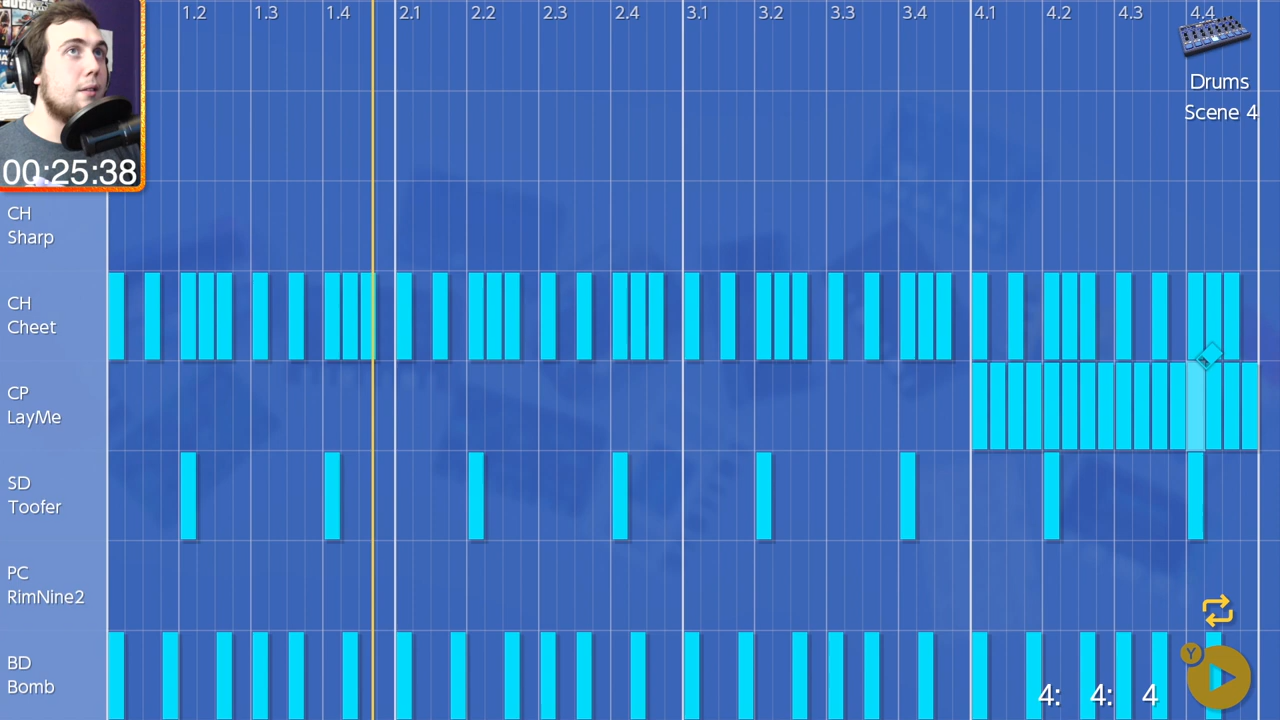 1.2 1.3 1.4 2.1 2.2 2.3 2.4 3.1 3.2 3.3 3.4 4.1 4.2 4.3 4.4
Drums
Scene 4
00:25:38
CH
Sharp
CH
Cheet
CP
LayMe
SD
Toofer
PC
RimNine2
BD
Bomb
Y
4: 4: 4